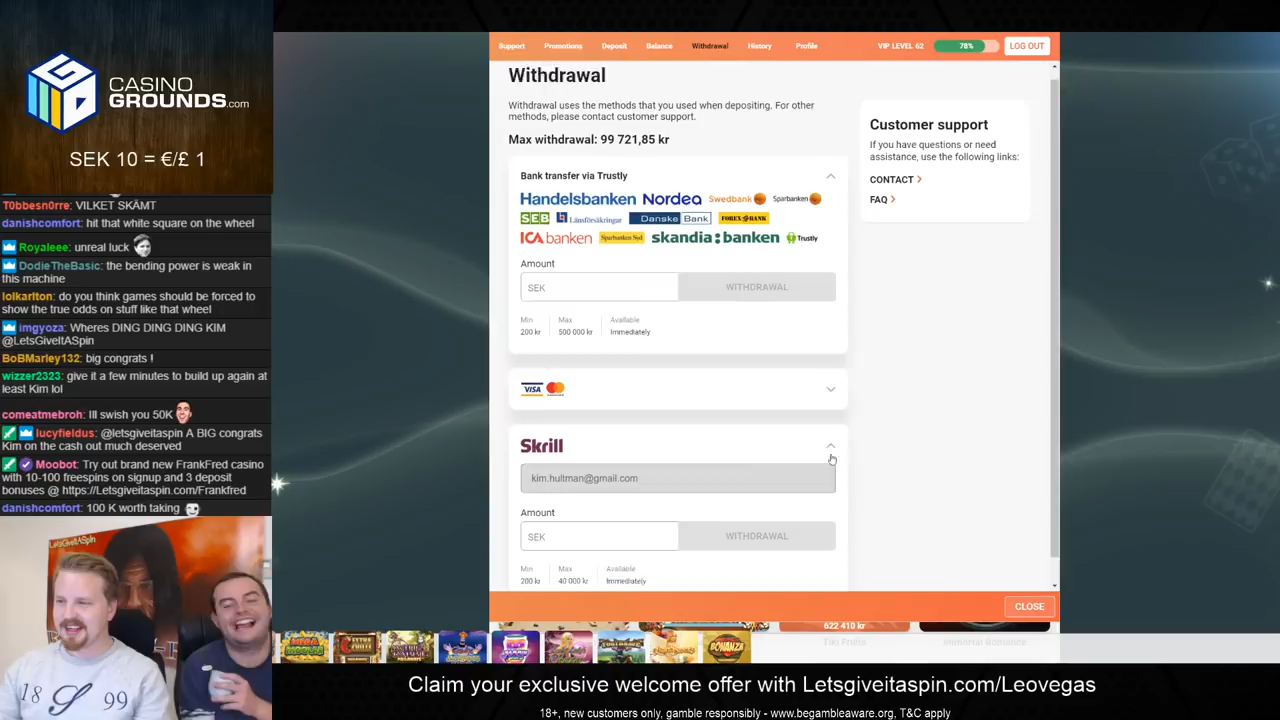 CASINO
GROUNDS.com
SEK 10 = €/£ 1
T0bbesn0rre: VILKET SKÄMT
danishcomfort: hit that white square on the wheel
Royaleee: unreal luck
DodieTheBasic: the bending power is weak in
this machine
lolkarlton: do you think games should be forced to
show the true odds on stuff like that wheel
imgyoza: Wheres DING DING DING KIM
@LetsGiveItASpin
BoBMarley132: big congrats !
wizzer2323: give it a few minutes to build up again at
least Kim lol
comeatmebroh: Ill swish you 50K
lucyfieldus: @letsgiveitaspin A BIG congrats
Kim on the cash out much deserved
Moobot: Try out brand new FrankFred casino
with 10-100 freespins on signup and 3 deposit
bonuses @ https://Letsgiveitaspin.com/Frankfred
danishcomfort: 100 K worth taking
LetsGiveItASpin
18 99
Support Promotions Deposit Balance Withdrawal History Profile VIP LEVEL 62 78% LOG OUT
Withdrawal
Withdrawal uses the methods that you used when depositing. For other
methods, please contact customer support.
Max withdrawal: 99 721,85 kr
Bank transfer via Trustly
Handelsbanken Nordea Swedbank Sparbanken
SEB Länsförsäkringar Danske Bank FOREX BANK
ICA banken Sparbanken Syd skandia:banken Trustly
Amount
SEK WITHDRAWAL
Min Max Available
200 kr 500 000 kr Immediately
VISA
Skrill
kim.hultman@gmail.com
Amount
SEK WITHDRAWAL
Min Max Available
200 kr 40 000 kr Immediately
Customer support
If you have questions or need
assistance, use the following links:
CONTACT
FAQ
CLOSE
622 410 kr
Tiki Fruits Immortal Romance
BONANZA
Claim your exclusive welcome offer with Letsgiveitaspin.com/Leovegas
18+, new customers only, gamble responsibly - www.begambleaware.org, T&C apply